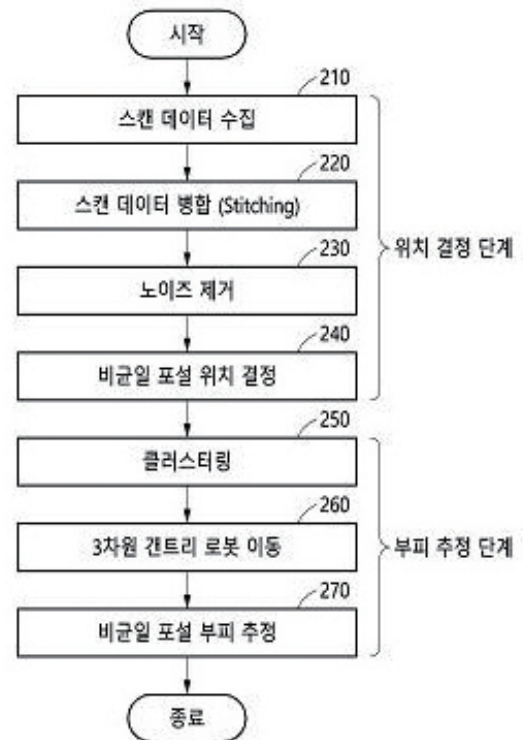 시작
210
스캔 데이터 수집
220
스캔 데이터 병합 (Stitching)
230
노이즈 제거
240
비균일 포설 위치 결정
위치 결정 단계
250
클러스터링
260
3차원 갠트리 로봇 이동
270
비균일 포설 부피 추정
부피 추정 단계
종료